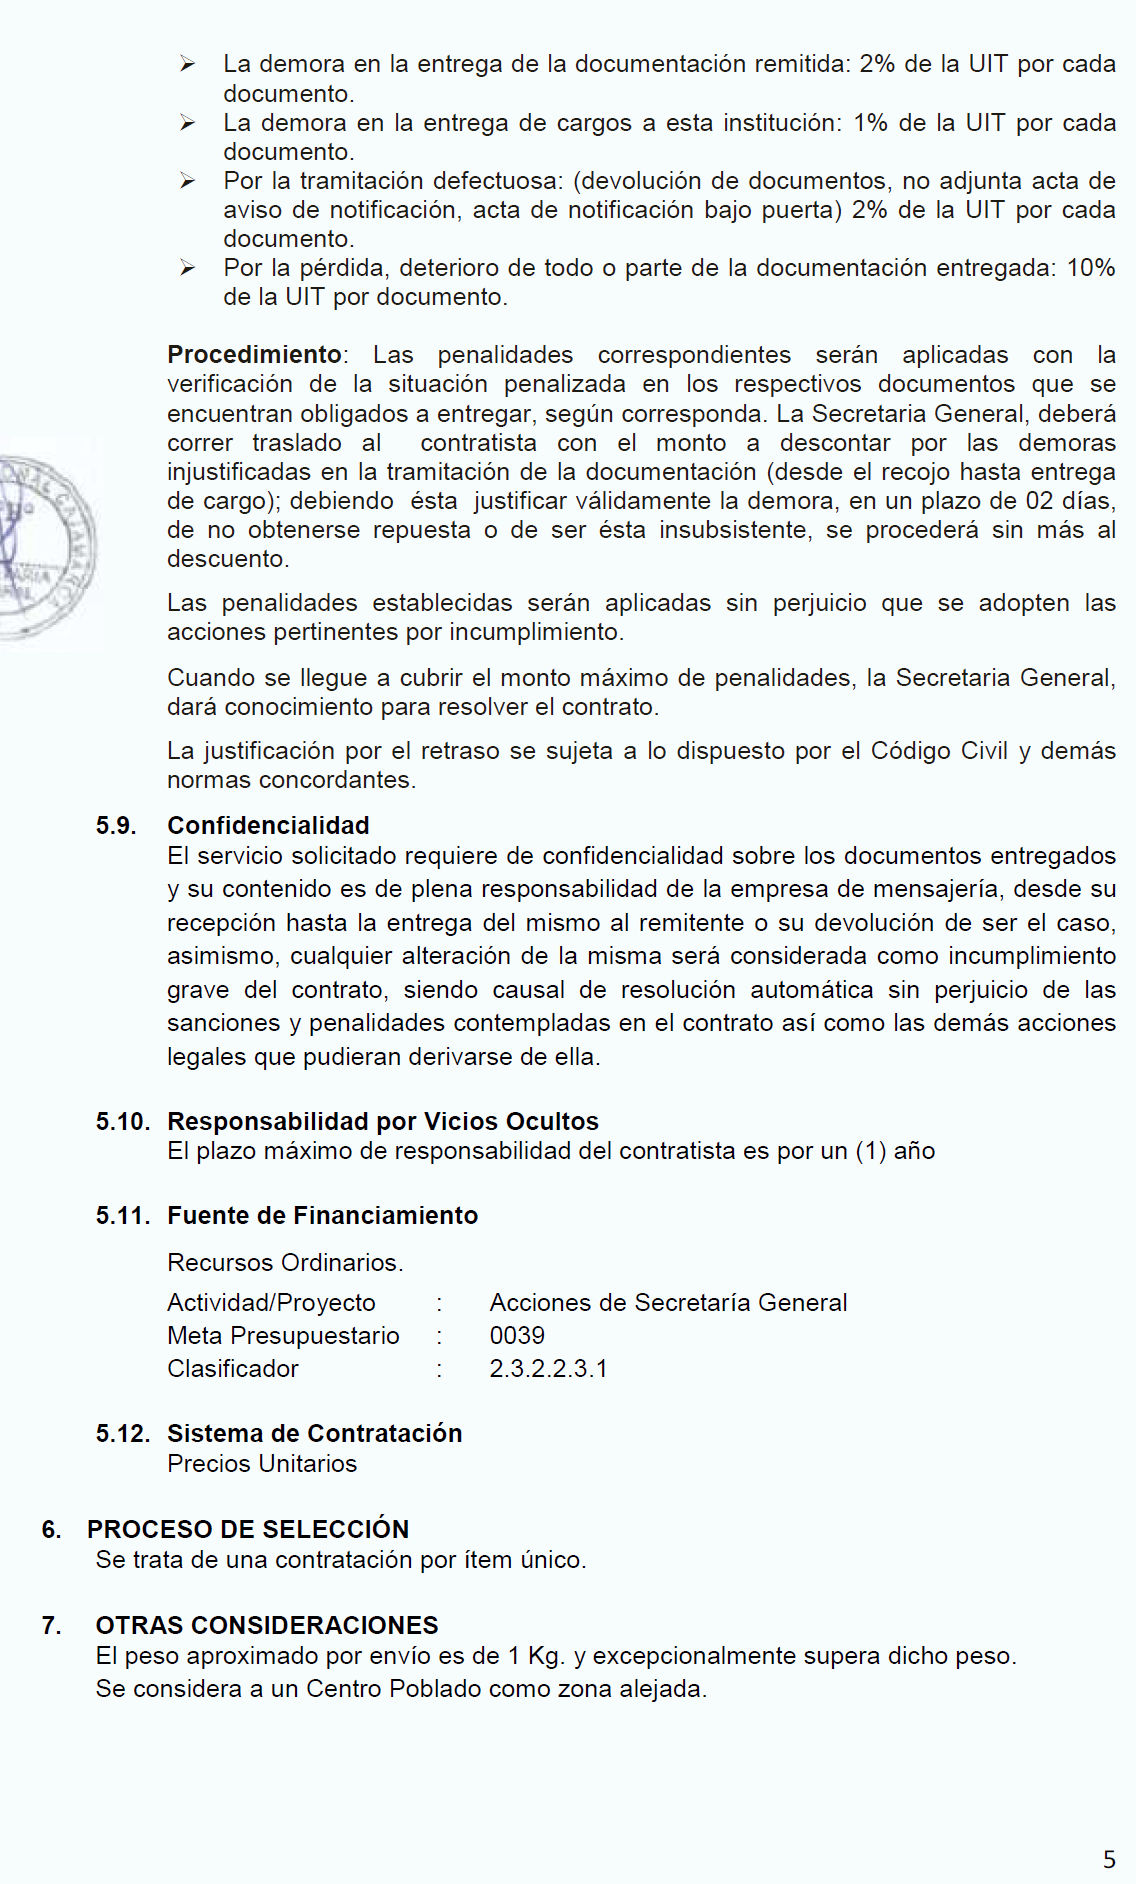 ➢ La demora en la entrega de la documentación remitida: 2% de la UIT por cada
documento.
➢ La demora en la entrega de cargos a esta institución: 1% de la UIT por cada
documento.
➢ Por la tramitación defectuosa: (devolución de documentos, no adjunta acta de
aviso de notificación, acta de notificación bajo puerta) 2% de la UIT por cada
documento.
➢ Por la pérdida, deterioro de todo o parte de la documentación entregada: 10%
de la UIT por documento.
Procedimiento: Las penalidades correspondientes serán aplicadas con la
verificación de la situación penalizada en los respectivos documentos que se
encuentran obligados a entregar, según corresponda. La Secretaria General, deberá
correr traslado al contratista con el monto a descontar por las demoras
injustificadas en la tramitación de la documentación (desde el recojo hasta entrega
de cargo); debiendo ésta justificar válidamente la demora, en un plazo de 02 días,
de no obtenerse repuesta o de ser ésta insubsistente, se procederá sin más al
descuento.
Las penalidades establecidas serán aplicadas sin perjuicio que se adopten las
acciones pertinentes por incumplimiento.
Cuando se llegue a cubrir el monto máximo de penalidades, la Secretaria General,
dará conocimiento para resolver el contrato.
La justificación por el retraso se sujeta a lo dispuesto por el Código Civil y demás
normas concordantes.
5.9. Confidencialidad
El servicio solicitado requiere de confidencialidad sobre los documentos entregados
y su contenido es de plena responsabilidad de la empresa de mensajería, desde su
recepción hasta la entrega del mismo al remitente o su devolución de ser el caso,
asimismo, cualquier alteración de la misma será considerada como incumplimiento
grave del contrato, siendo causal de resolución automática sin perjuicio de las
sanciones y penalidades contempladas en el contrato así como las demás acciones
legales que pudieran derivarse de ella.
5.10. Responsabilidad por Vicios Ocultos
El plazo máximo de responsabilidad del contratista es por un (1) año
5.11. Fuente de Financiamiento
Recursos Ordinarios.
Actividad/Proyecto : Acciones de Secretaría General
Meta Presupuestario : 0039
Clasificador : 2.3.2.2.3.1
5.12. Sistema de Contratación
Precios Unitarios
6. PROCESO DE SELECCIÓN
Se trata de una contratación por ítem único.
7. OTRAS CONSIDERACIONES
El peso aproximado por envío es de 1 Kg. y excepcionalmente supera dicho peso.
Se considera a un Centro Poblado como zona alejada.
CAJAMARCA
5